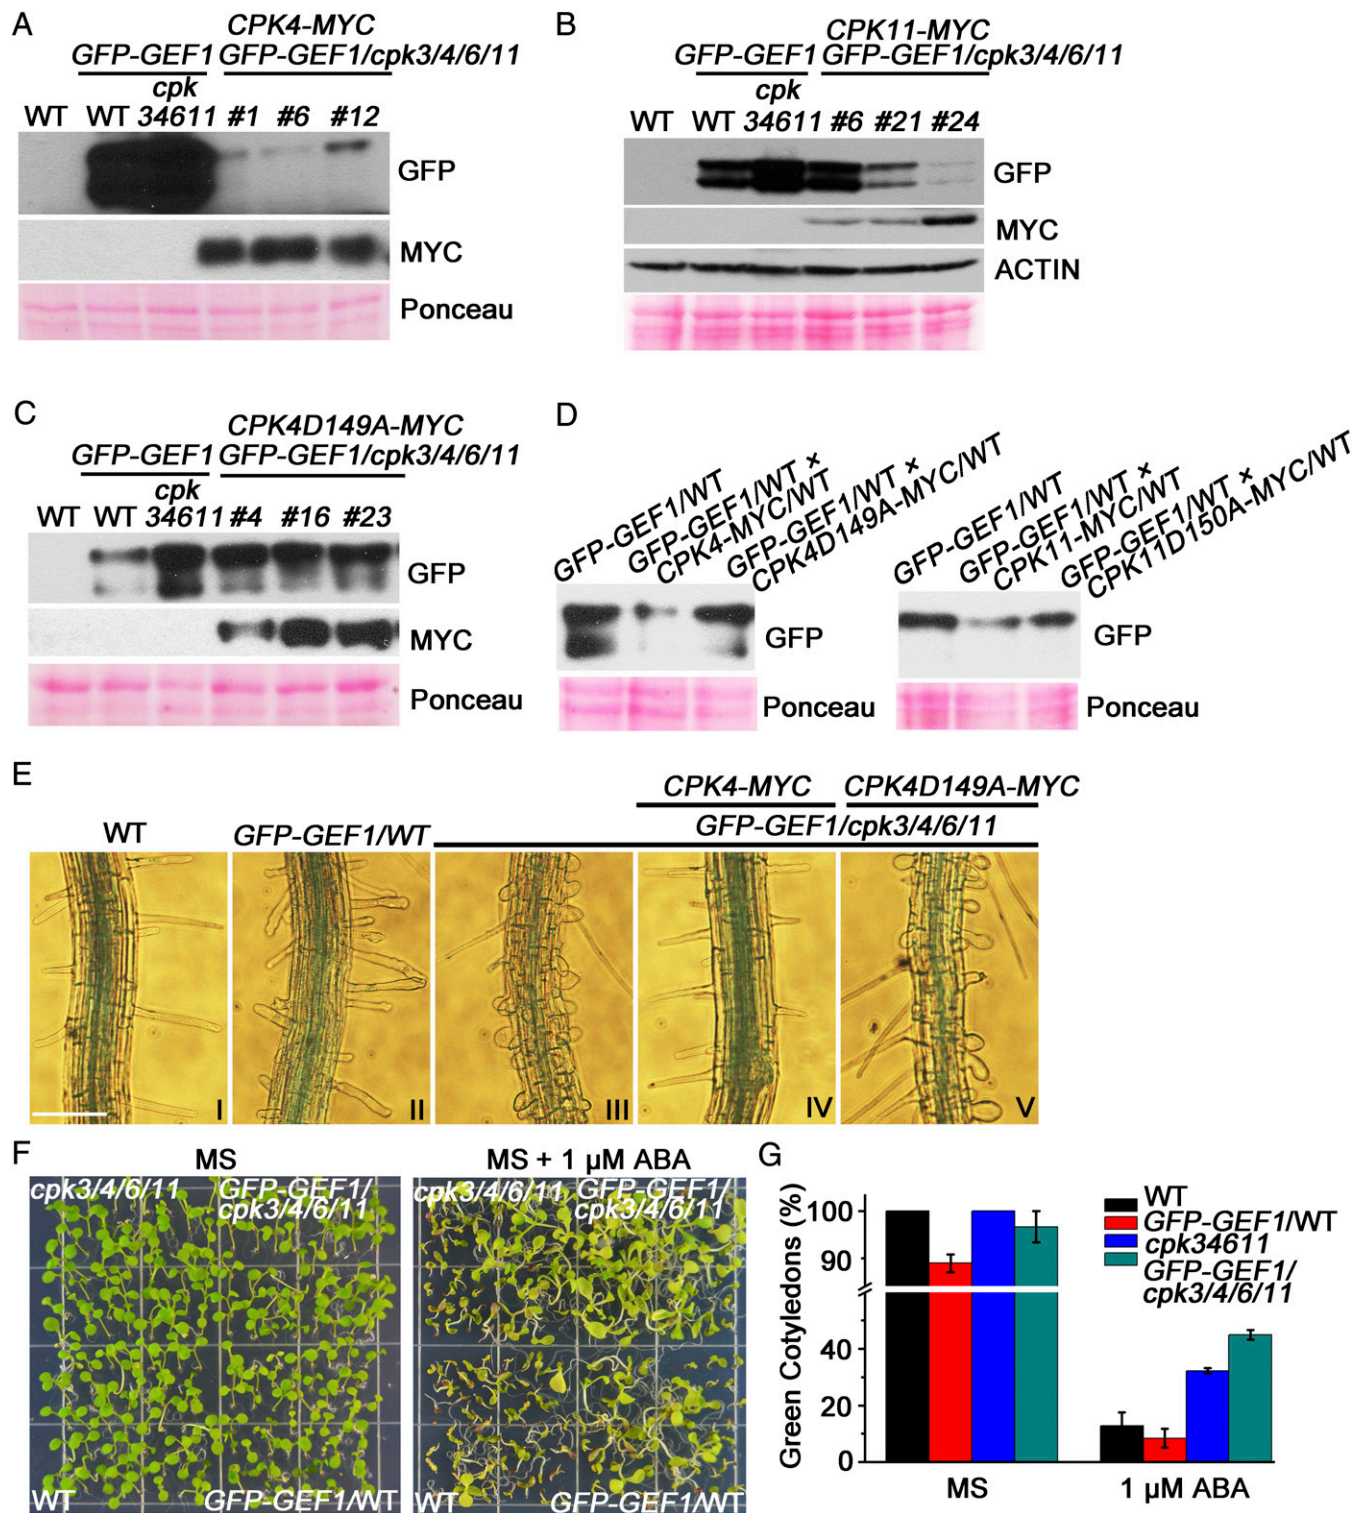 A
CPK4-MYC
GFP-GEF1 GFP-GEF1/cpk3/4/6/11
cpk
WT WT 34611 #1 #6 #12
GFP
MYC
Ponceau
B
CPK11-MYC
GFP-GEF1 GFP-GEF1/cpk3/4/6/11
cpk
WT WT 34611 #6 #21 #24
GFP
MYC
ACTIN
C
CPK4D149A-MYC
GFP-GEF1 GFP-GEF1/cpk3/4/6/11
cpk
WT WT 34611 #4 #16 #23
GFP
MYC
Ponceau
D
GFP-GEF1/WT
GFP-GEF1/WT ×
CPK4-MYC/WT
GFP-GEF1/WT ×
CPK4D149A-MYC/WT
GFP
Ponceau
GFP-GEF1/WT
GFP-GEF1/WT ×
CPK11-MYC/WT
GFP-GEF1/WT ×
CPK11D150A-MYC/WT
GFP
Ponceau
E
CPK4-MYC CPK4D149A-MYC
WT GFP-GEF1/WT GFP-GEF1/cpk3/4/6/11
I II III IV V
F
MS
cpk3/4/6/11 GFP-GEF1/
cpk3/4/6/11
WT GFP-GEF1/WT
MS + 1 µM ABA
cpk3/4/6/11 GFP-GEF1/
cpk3/4/6/11
WT GFP-GEF1/WT
G
Green Cotyledons (%)
100
90
40
20
0
MS 1 µM ABA
WT
GFP-GEF1/WT
cpk34611
GFP-GEF1/
cpk3/4/6/11